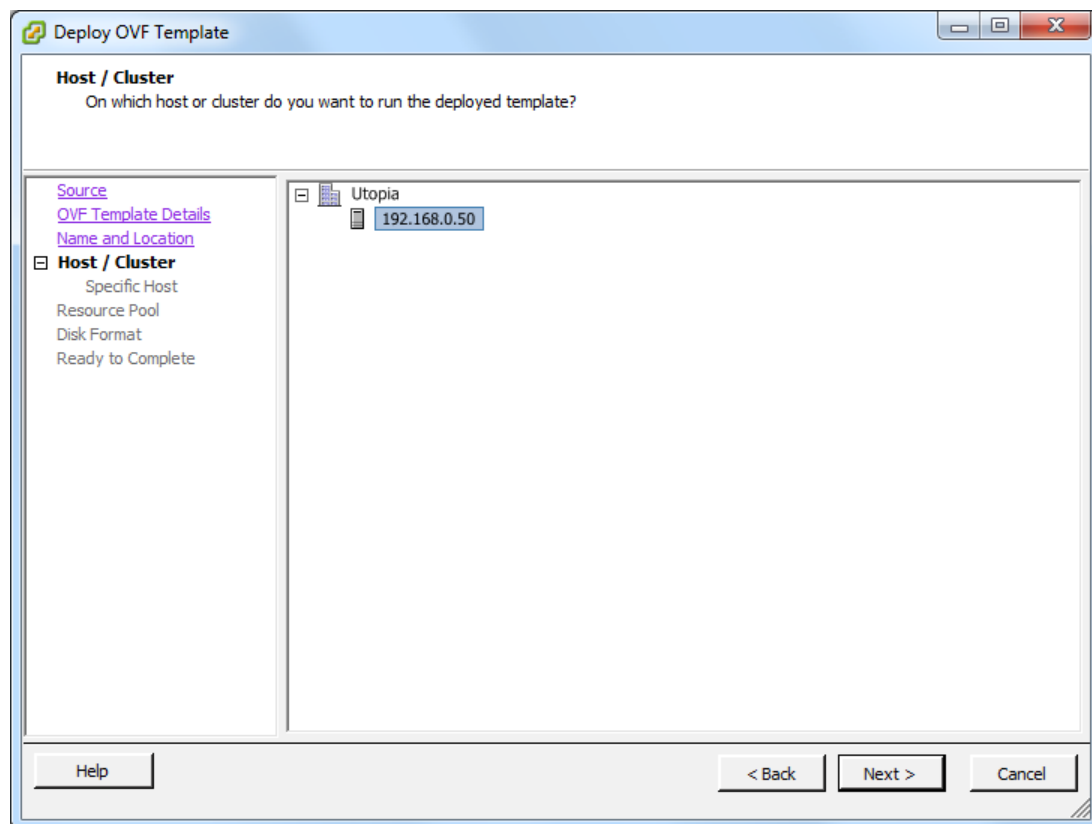 Deploy OVF Template
Host / Cluster
On which host or cluster do you want to run the deployed template?
Source
OVF Template Details
Name and Location
Host / Cluster
Specific Host
Resource Pool
Disk Format
Ready to Complete
Utopia
192.168.0.50
Help
< Back
Next >
Cancel